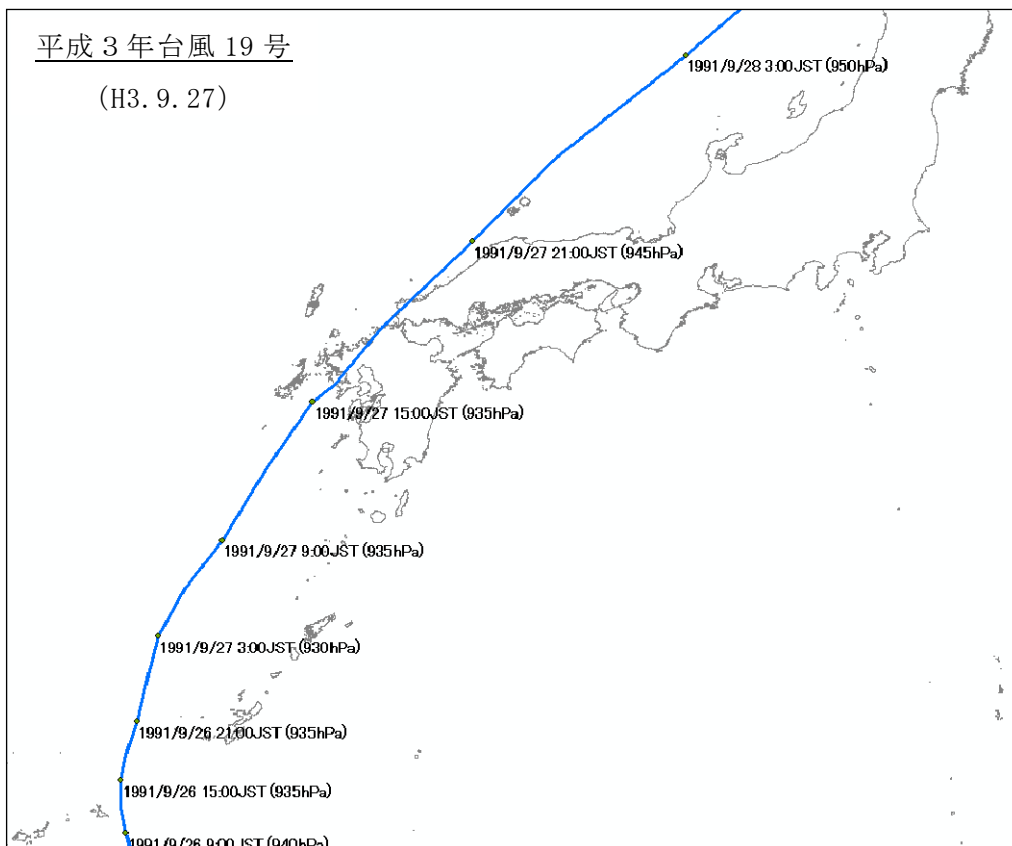 平成３年台風 19 号
(H3.9.27)
1991/9/28 3:00JST (950hPa)
1991/9/27 21:00JST (945hPa)
1991/9/27 15:00JST (935hPa)
1991/9/27 9:00JST (935hPa)
1991/9/27 3:00JST (930hPa)
1991/9/26 21:00JST (935hPa)
1991/9/26 15:00JST (935hPa)
1991/9/26 9:00JST (940hPa)